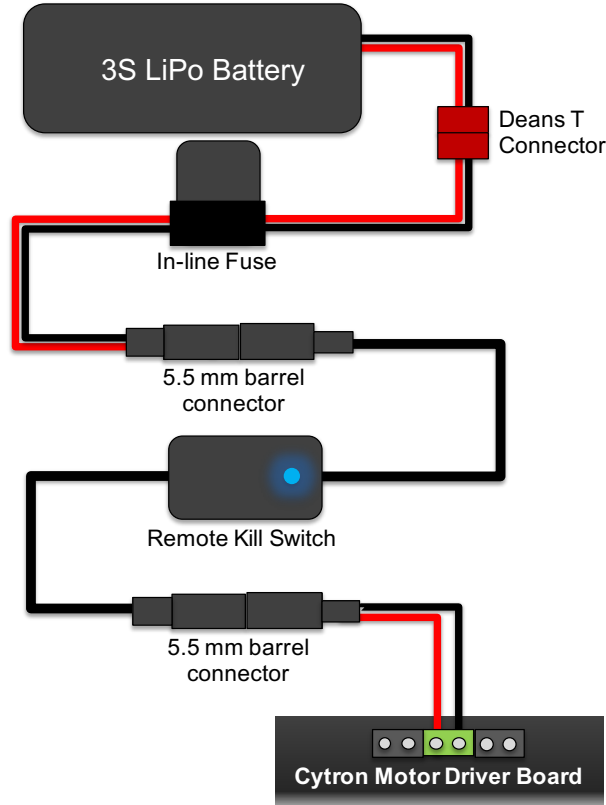 3S LiPo Battery
Deans T
Connector
In-line Fuse
5.5 mm barrel
connector
Remote Kill Switch
5.5 mm barrel
connector
Cytron Motor Driver Board